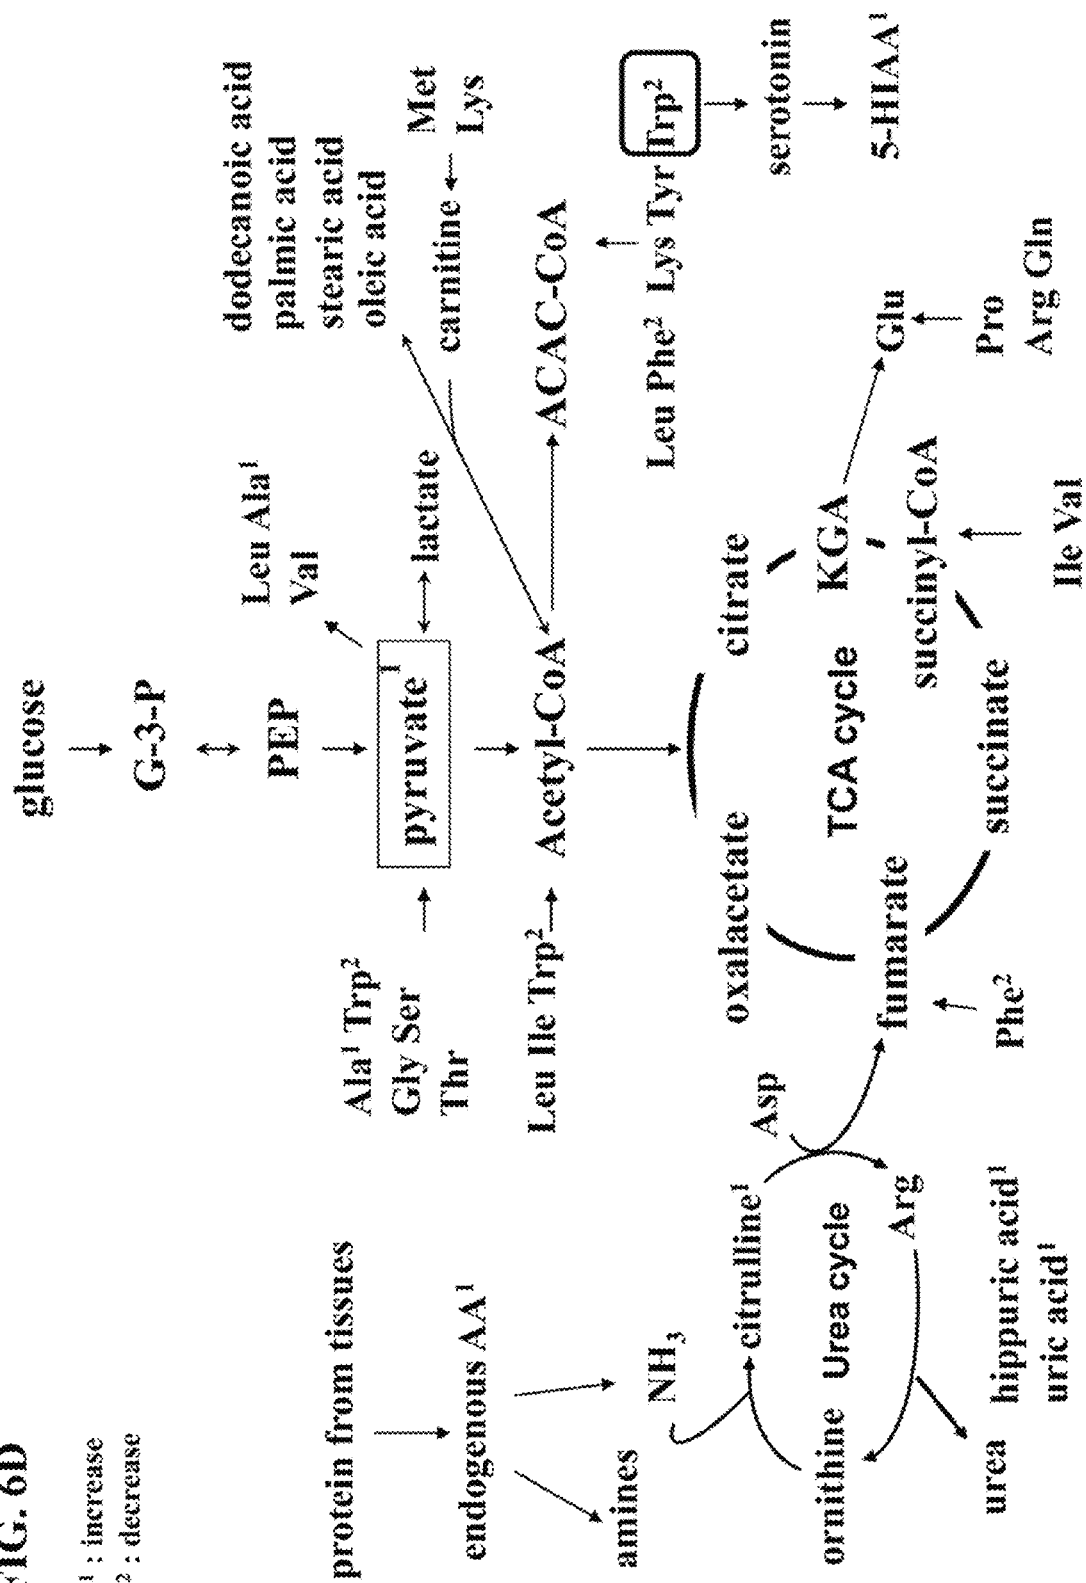 FIG. 6D
¹ : increase
² : decrease
glucose
G-3-P
PEP
pyruvate¹
Leu Ala¹
Val
lactate
Ala¹ Trp²
Gly Ser
Thr
dodecanoic acid
palmic acid
stearic acid
oleic acid
carnitine
Met
Lys
Leu Ile Trp²
Acetyl-CoA
ACAC-CoA
Leu Phe² Lys Tyr Trp²
serotonin
5-HIAA¹
protein from tissues
endogenous AA¹
amines
NH₃
oxalacetate
citrate
TCA cycle
KGA
Glu
Pro
Arg Gln
succinyl-CoA
Ile Val
succinate
fumarate
Phe²
Asp
citrulline¹
Urea cycle
ornithine
Arg
urea
hippuric acid¹
uric acid¹